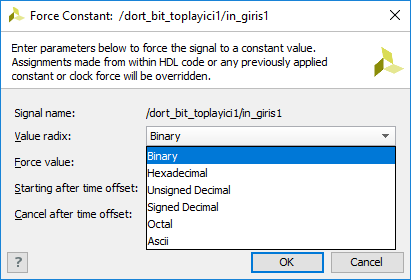 Force Constant: /dort_bit_toplayici1/in_giris1
Enter parameters below to force the signal to a constant value.
Assignments made from within HDL code or any previously applied
constant or clock force will be overridden.
Signal name: /dort_bit_toplayici1/in_giris1
Value radix: Binary
Force value:
Starting after time offset:
Cancel after time offset:
Binary
Hexadecimal
Unsigned Decimal
Signed Decimal
Octal
Ascii
?
OK
Cancel